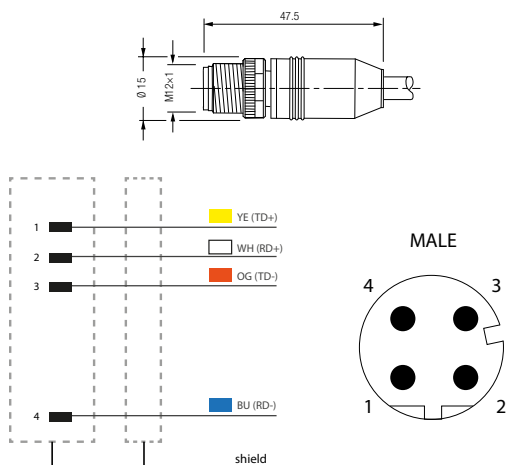 47.5
Ø 15
M12×1
1 YE (TD+)
2 WH (RD+)
3 OG (TD-)
4 BU (RD-)
shield
MALE
4 3
1 2